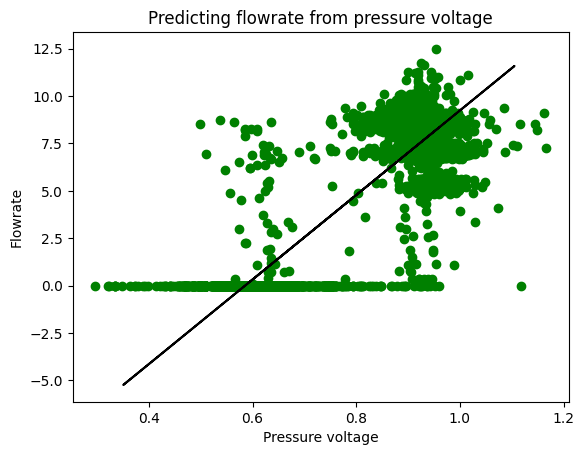 Predicting flowrate from pressure voltage
12.5
10.0
7.5
5.0
2.5
0.0
−2.5
−5.0
Flowrate
0.4 0.6 0.8 1.0 1.2
Pressure voltage